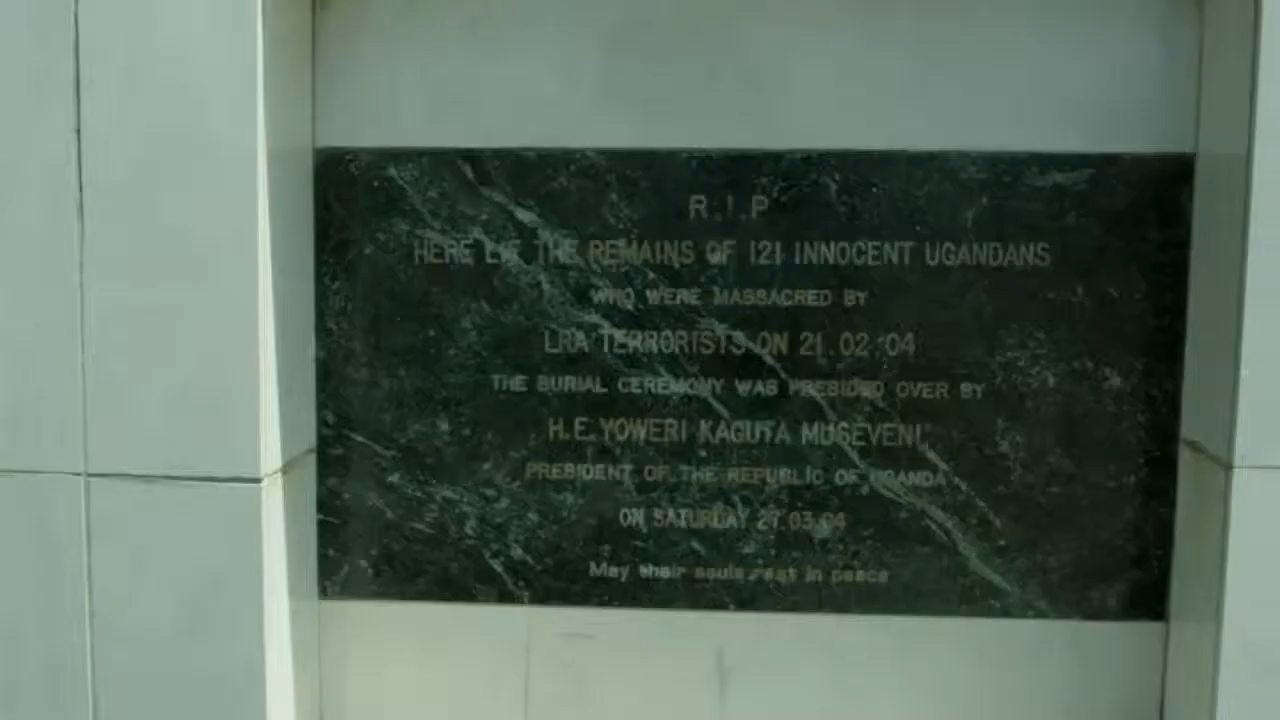 R.I.P
HERE LIE THE REMAINS OF 121 INNOCENT UGANDANS
WHO WERE MASSACRED BY
LRA TERRORISTS ON 21.02.'04
THE BURIAL CEREMONY WAS PRESIDED OVER BY
H.E. YOWERI KAGUTA MUSEVENI,
PRESIDENT OF THE REPUBLIC OF UGANDA
ON SATURDAY 27.03.04
May their souls rest in peace